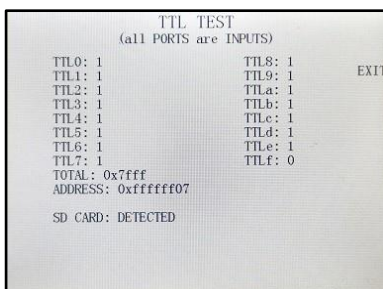 TTL TEST
(all PORTS are INPUTS)
TTL0: 1 TTL8: 1
EXIT
TTL1: 1 TTL9: 1
TTL2: 1 TTLa: 1
TTL3: 1 TTLb: 1
TTL4: 1 TTLc: 1
TTL5: 1 TTLd: 1
TTL6: 1 TTLe: 1
TTL7: 1 TTLf: 0
TOTAL: 0x7fff
ADDRESS: 0xffffff07
SD CARD: DETECTED